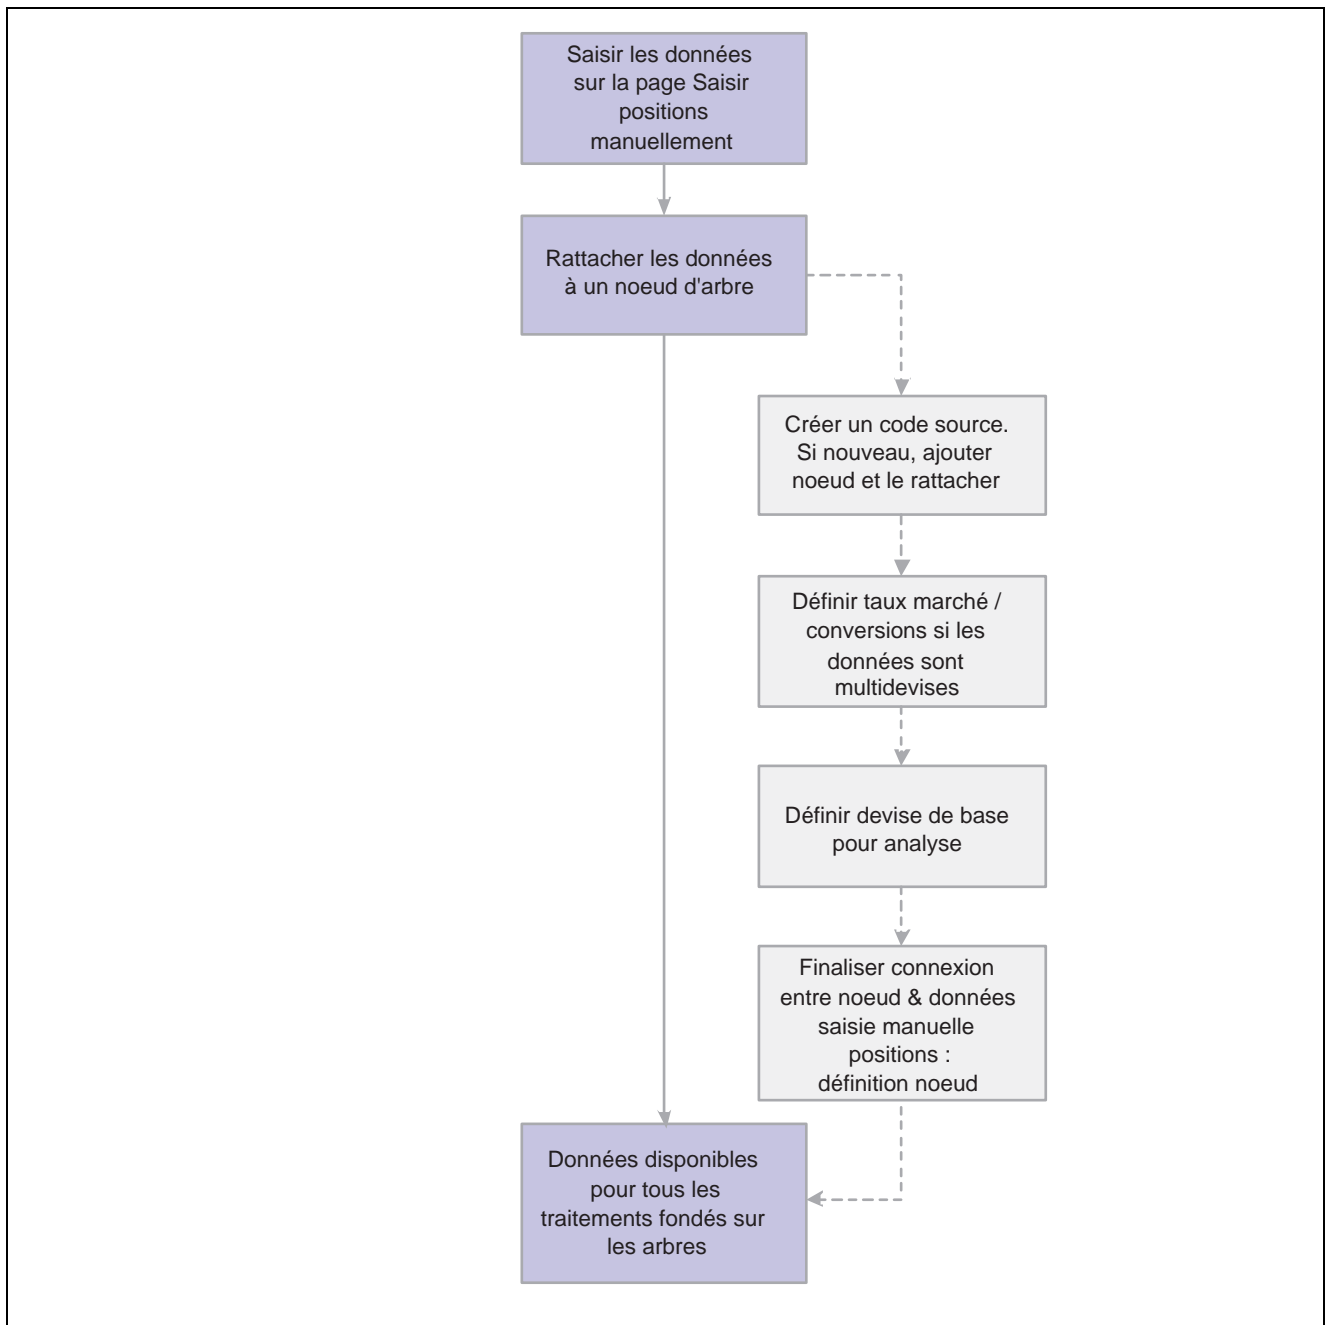 Saisir les données
sur la page Saisir
positions
manuellement
Rattacher les données
à un noeud d'arbre
Créer un code source.
Si nouveau, ajouter
noeud et le rattacher
Définir taux marché /
conversions si les
données sont
multidevises
Définir devise de base
pour analyse
Finaliser connexion
entre noeud & données
saisie manuelle
positions :
définition noeud
Données disponibles
pour tous les
traitements fondés sur
les arbres